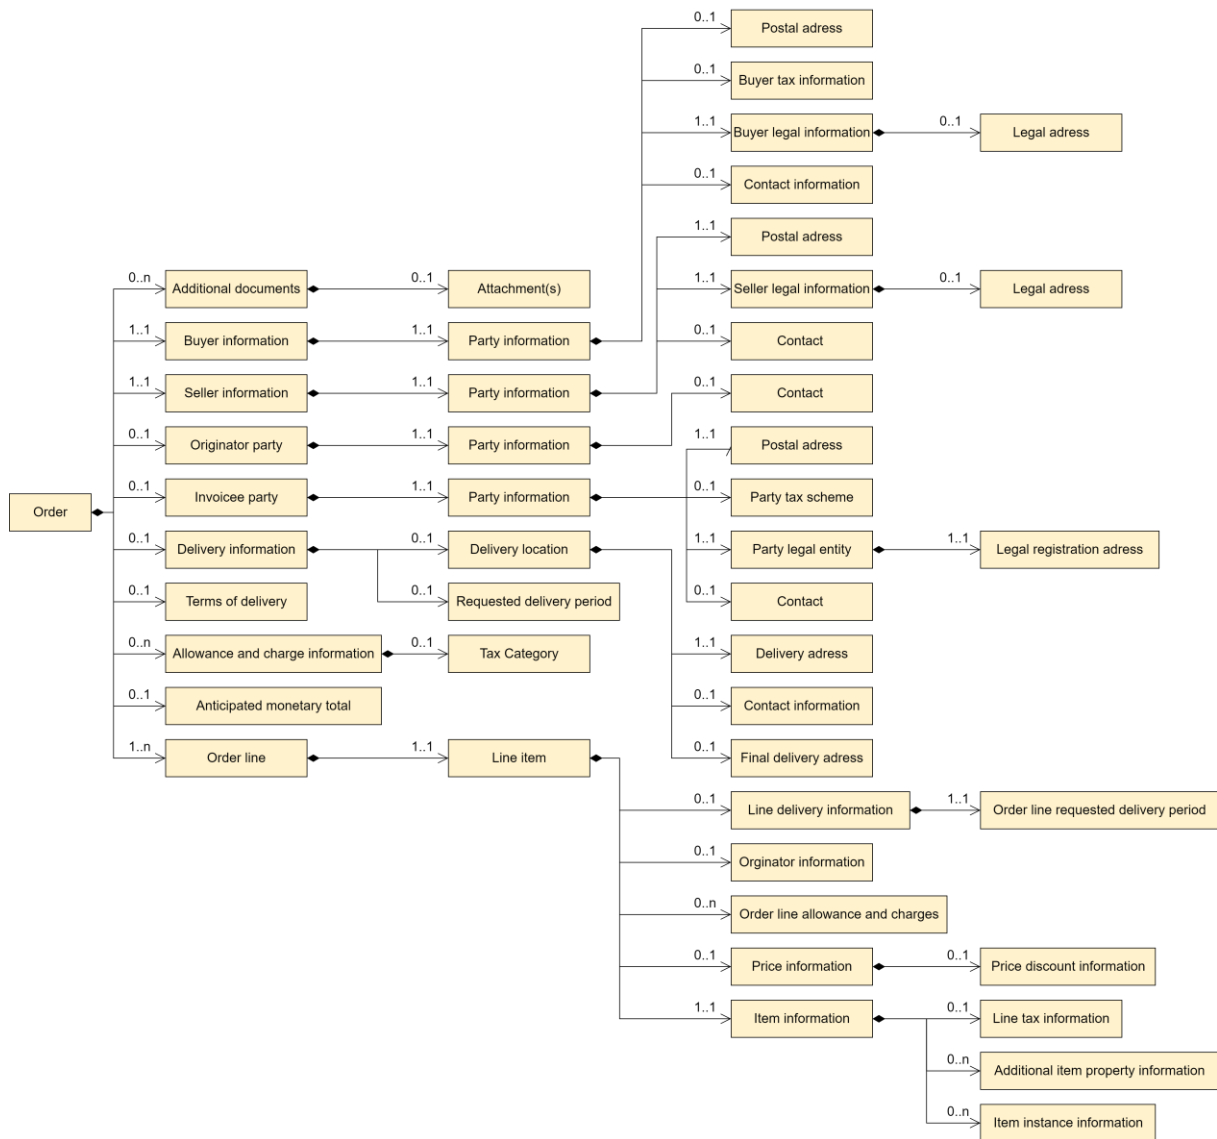 0..1
Postal adress
0..1
Buyer tax information
1..1
Buyer legal information
0..1
Legal adress
0..1
Contact information
1..1
Postal adress
0..n
Additional documents
0..1
Attachment(s)
1..1
Seller legal information
0..1
Legal adress
1..1
Buyer information
1..1
Party information
0..1
Contact
1..1
Seller information
1..1
Party information
0..1
Contact
0..1
Originator party
1..1
Party information
1..1
Postal adress
Order
0..1
Invoicee party
1..1
Party information
0..1
Party tax scheme
0..1
Delivery information
0..1
Delivery location
1..1
Party legal entity
1..1
Legal registration adress
0..1
Terms of delivery
0..1
Requested delivery period
0..1
Contact
0..n
Allowance and charge information
0..1
Tax Category
1..1
Delivery adress
0..1
Anticipated monetary total
0..1
Contact information
1..n
Order line
1..1
Line item
0..1
Final delivery adress
0..1
Line delivery information
1..1
Order line requested delivery period
0..1
Orginator information
0..n
Order line allowance and charges
0..1
Price information
0..1
Price discount information
1..1
Item information
0..1
Line tax information
0..n
Additional item property information
0..n
Item instance information